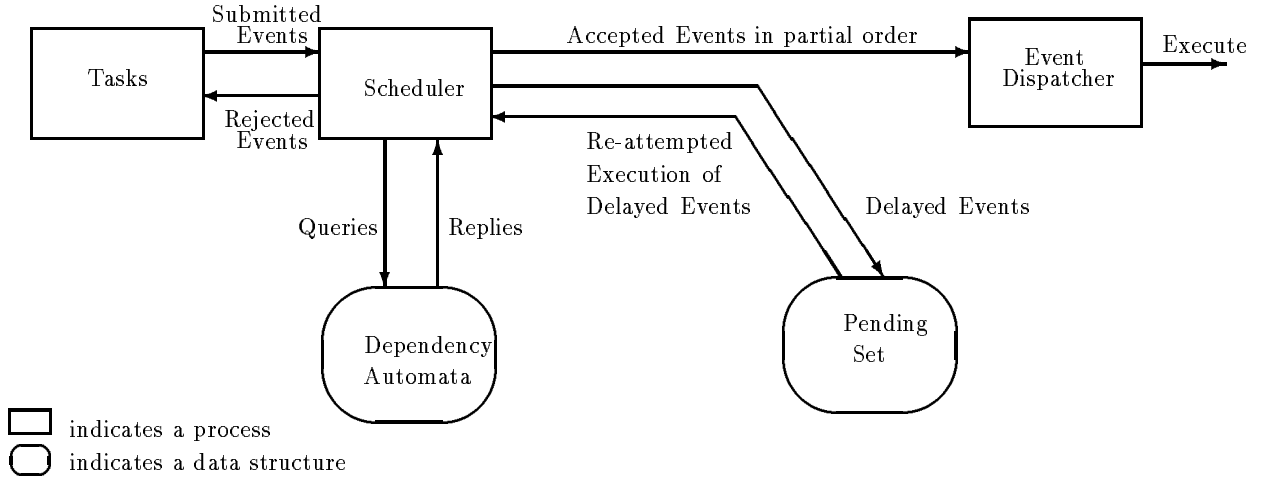 Submitted
Events
Tasks
Rejected
Events
Scheduler
Accepted Events in partial order
Event
Dispatcher
Execute
Re-attempted
Execution of
Delayed Events
Delayed Events
Queries
Replies
Dependency
Automata
Pending
Set
indicates a process
indicates a data structure